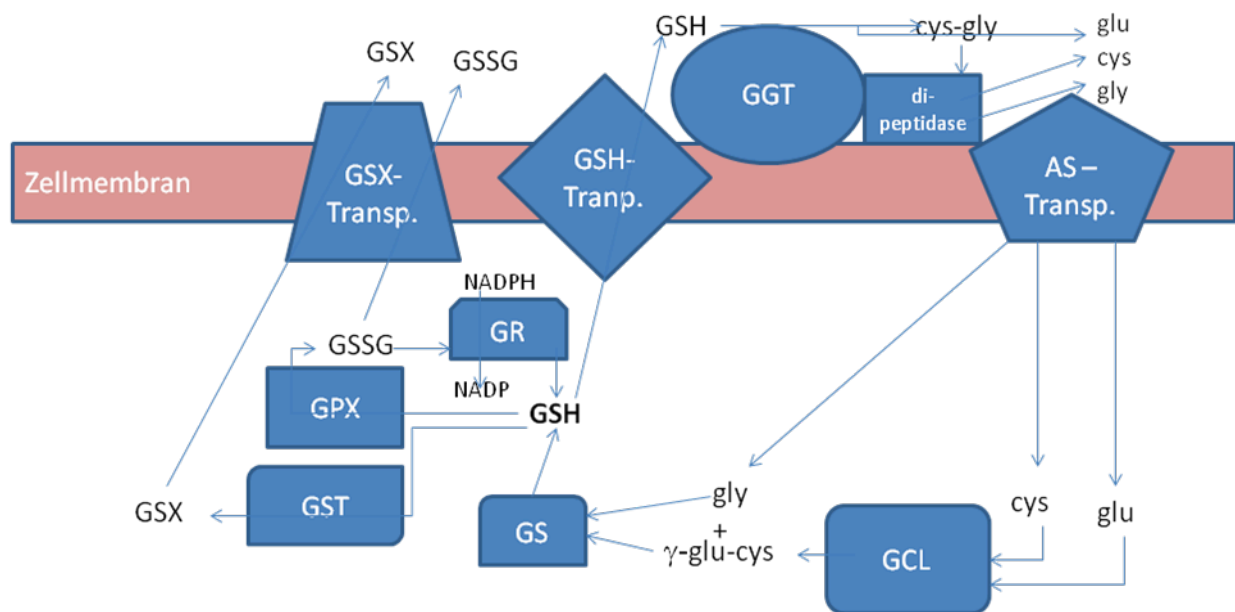 GSH
cys-gly
glu
GSX
GSSG
cys
GGT
di-
peptidase
gly
Zellmembran
GSX-
Transp.
GSH-
Tranp.
AS –
Transp.
NADPH
GR
GSSG
NADP
GPX
GSH
GST
GSX
gly
+
γ-glu-cys
GS
cys
glu
GCL